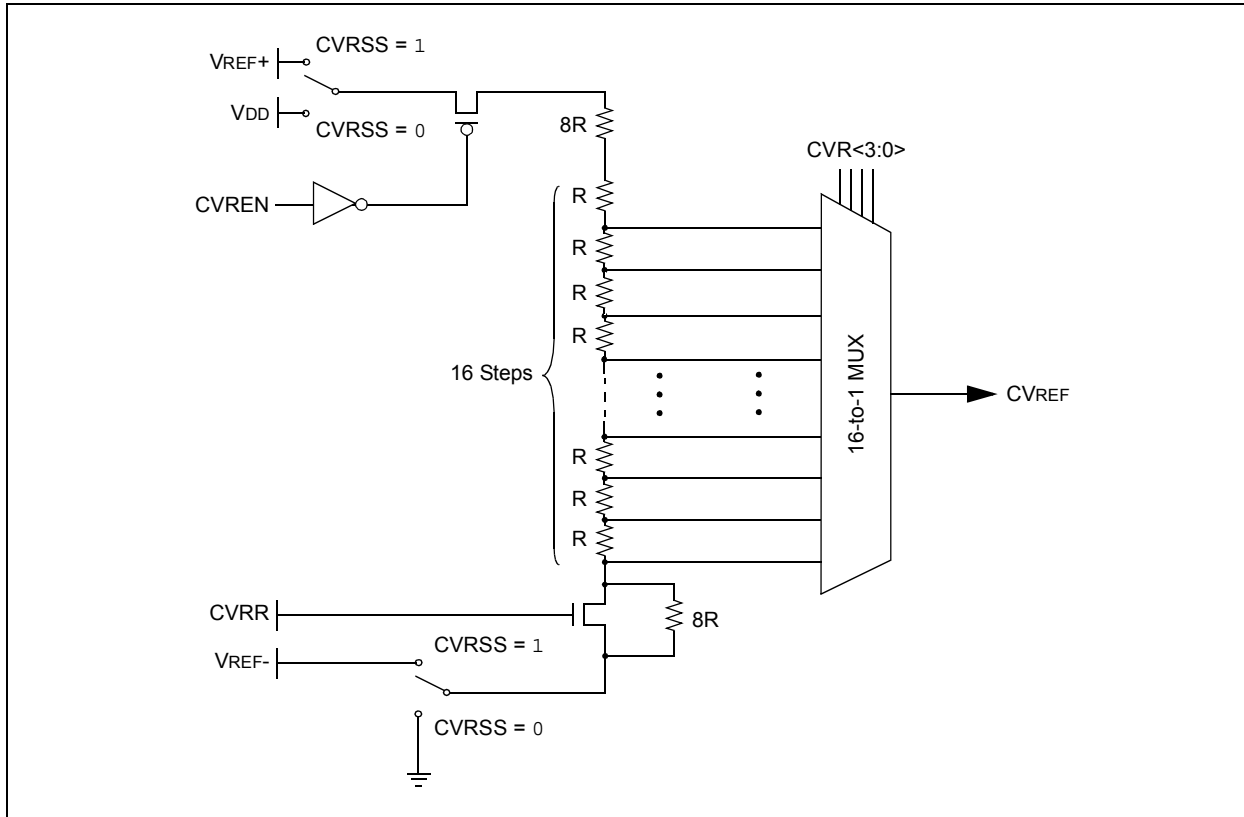 CVRSS = 1
VREF+
VDD
CVRSS = 0
8R
CVR<3:0>
CVREN
R
R
R
R
16 Steps
16-to-1 MUX
CVREF
R
R
R
CVRR
8R
CVRSS = 1
VREF-
CVRSS = 0